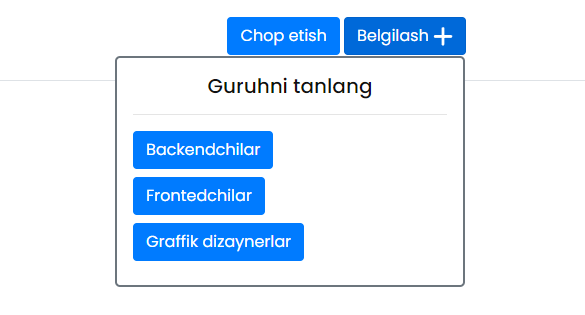 Chop etish Belgilash
Guruhni tanlang
Backendchilar
Frontedchilar
Graffik dizaynerlar